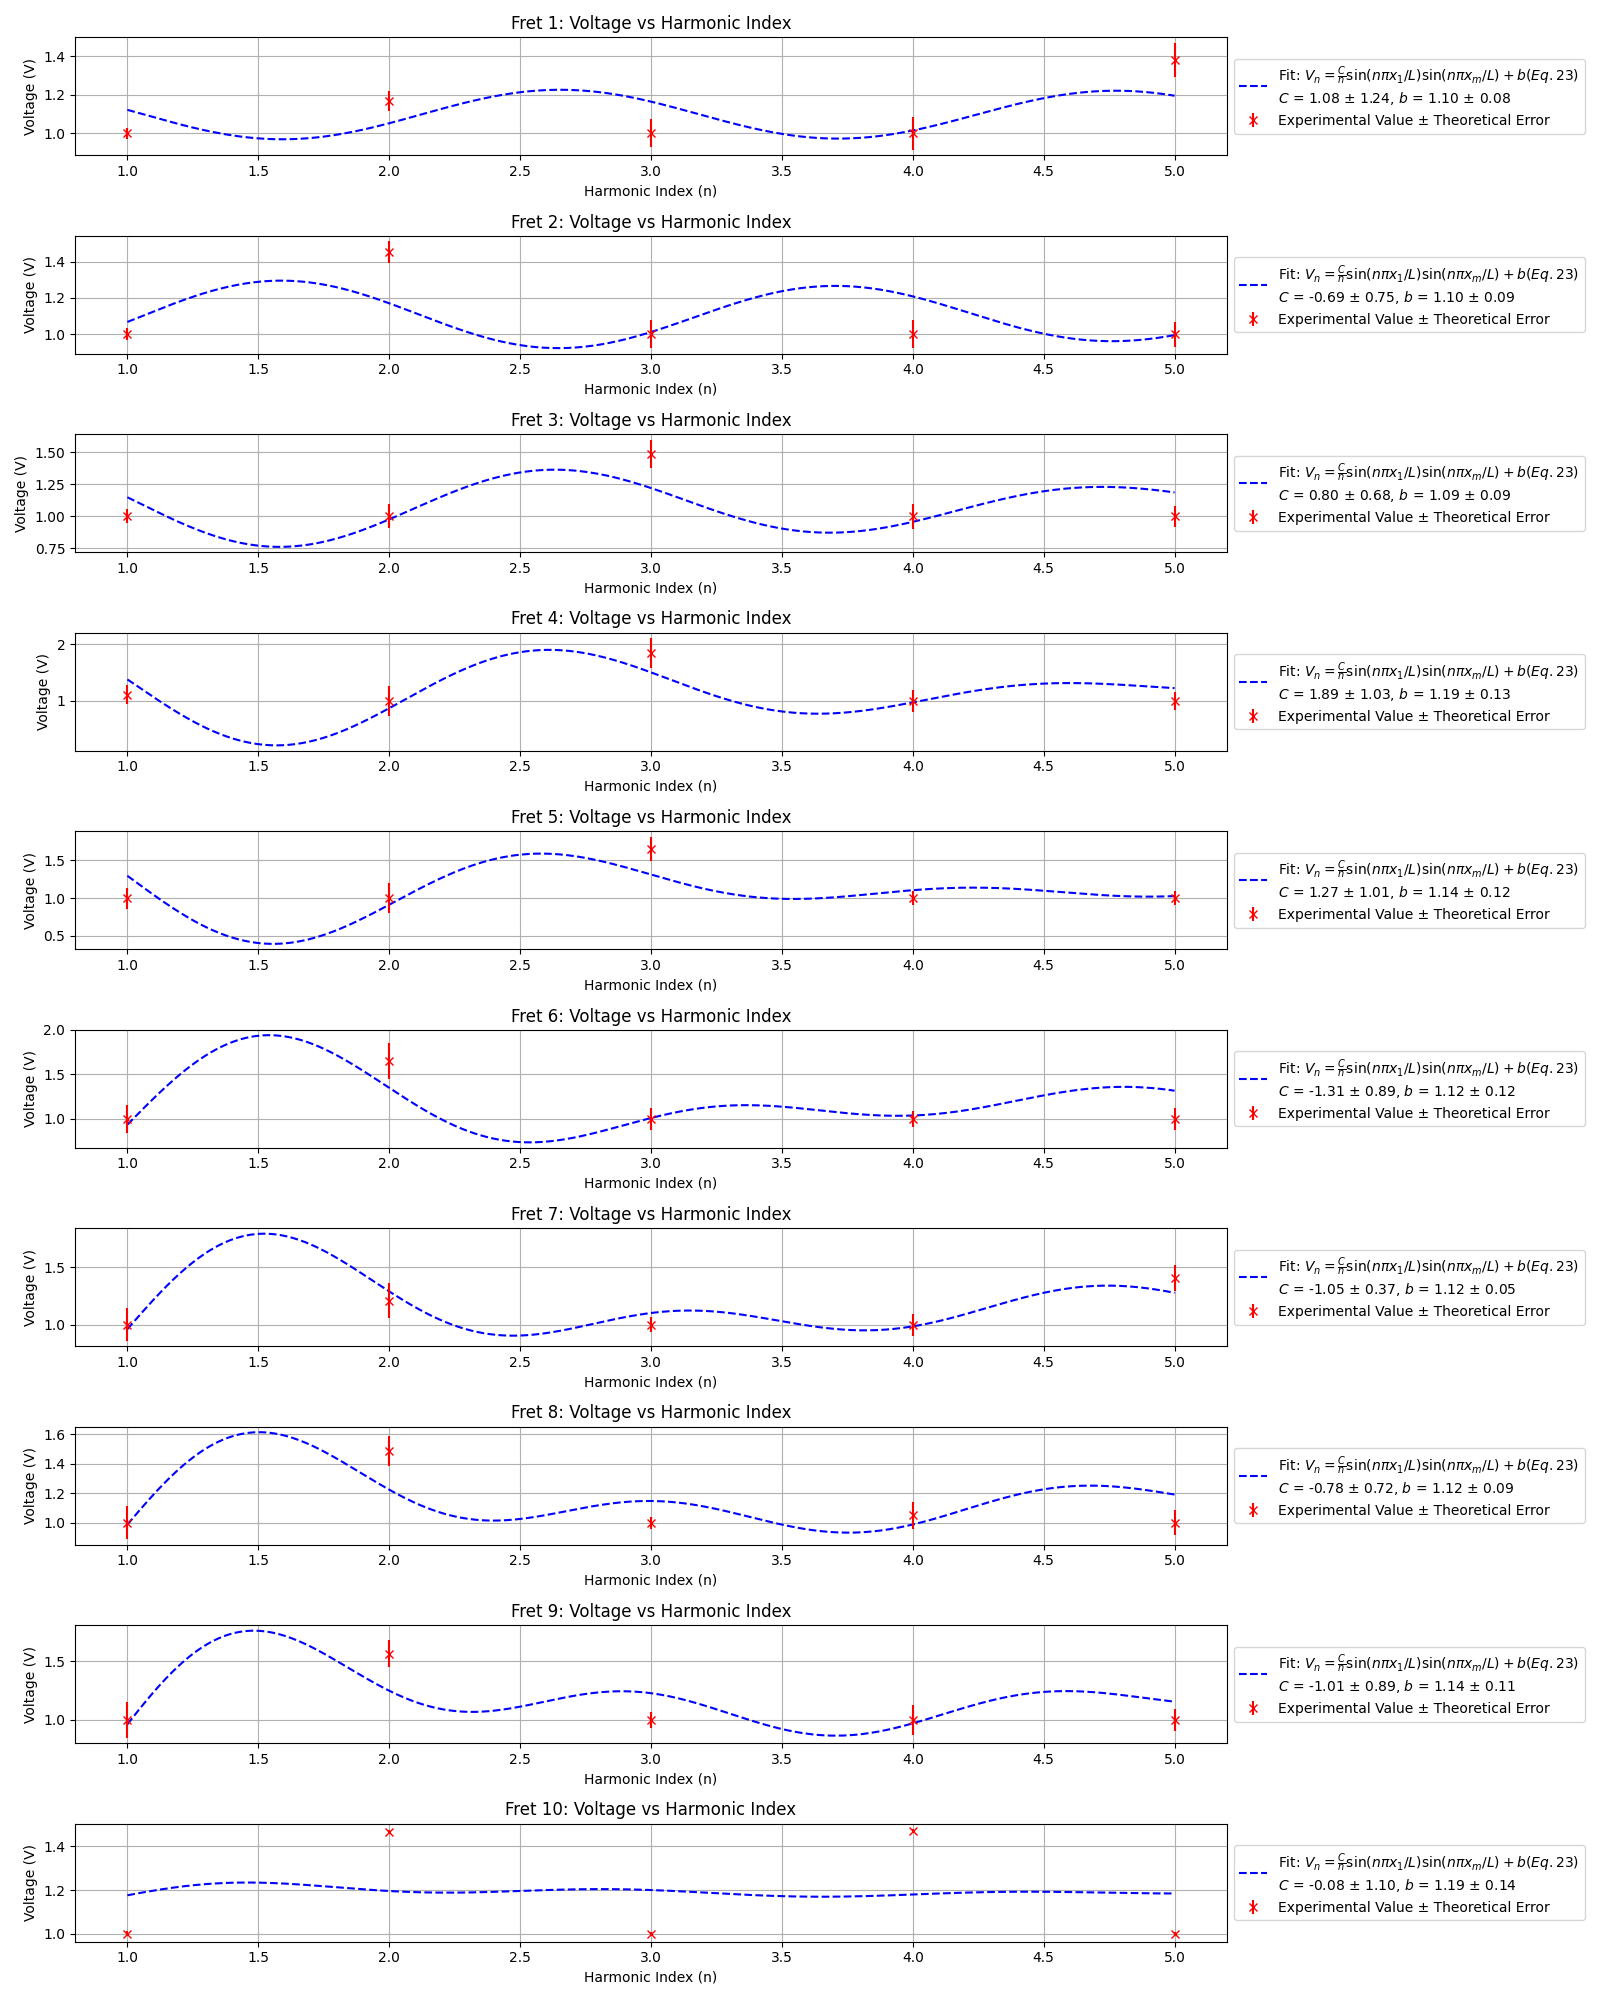 Fret 1: Voltage vs Harmonic Index
Voltage (V)
1.4
1.2
1.0
1.0 1.5 2.0 2.5 3.0 3.5 4.0 4.5 5.0
Harmonic Index (n)
Fit: $V_n = \frac{C}{n}\sin(n\pi x_1/L)\sin(n\pi x_m/L) + b(Eq.23)$
C = 1.08 ± 1.24, b = 1.10 ± 0.08
Experimental Value ± Theoretical Error
Fret 2: Voltage vs Harmonic Index
Voltage (V)
1.4
1.2
1.0
1.0 1.5 2.0 2.5 3.0 3.5 4.0 4.5 5.0
Harmonic Index (n)
Fit: $V_n = \frac{C}{n}\sin(n\pi x_1/L)\sin(n\pi x_m/L) + b(Eq.23)$
C = -0.69 ± 0.75, b = 1.10 ± 0.09
Experimental Value ± Theoretical Error
Fret 3: Voltage vs Harmonic Index
Voltage (V)
1.50
1.25
1.00
0.75
1.0 1.5 2.0 2.5 3.0 3.5 4.0 4.5 5.0
Harmonic Index (n)
Fit: $V_n = \frac{C}{n}\sin(n\pi x_1/L)\sin(n\pi x_m/L) + b(Eq.23)$
C = 0.80 ± 0.68, b = 1.09 ± 0.09
Experimental Value ± Theoretical Error
Fret 4: Voltage vs Harmonic Index
Voltage (V)
2
1
1.0 1.5 2.0 2.5 3.0 3.5 4.0 4.5 5.0
Harmonic Index (n)
Fit: $V_n = \frac{C}{n}\sin(n\pi x_1/L)\sin(n\pi x_m/L) + b(Eq.23)$
C = 1.89 ± 1.03, b = 1.19 ± 0.13
Experimental Value ± Theoretical Error
Fret 5: Voltage vs Harmonic Index
Voltage (V)
1.5
1.0
0.5
1.0 1.5 2.0 2.5 3.0 3.5 4.0 4.5 5.0
Harmonic Index (n)
Fit: $V_n = \frac{C}{n}\sin(n\pi x_1/L)\sin(n\pi x_m/L) + b(Eq.23)$
C = 1.27 ± 1.01, b = 1.14 ± 0.12
Experimental Value ± Theoretical Error
Fret 6: Voltage vs Harmonic Index
Voltage (V)
2.0
1.5
1.0
1.0 1.5 2.0 2.5 3.0 3.5 4.0 4.5 5.0
Harmonic Index (n)
Fit: $V_n = \frac{C}{n}\sin(n\pi x_1/L)\sin(n\pi x_m/L) + b(Eq.23)$
C = -1.31 ± 0.89, b = 1.12 ± 0.12
Experimental Value ± Theoretical Error
Fret 7: Voltage vs Harmonic Index
Voltage (V)
1.5
1.0
1.0 1.5 2.0 2.5 3.0 3.5 4.0 4.5 5.0
Harmonic Index (n)
Fit: $V_n = \frac{C}{n}\sin(n\pi x_1/L)\sin(n\pi x_m/L) + b(Eq.23)$
C = -1.05 ± 0.37, b = 1.12 ± 0.05
Experimental Value ± Theoretical Error
Fret 8: Voltage vs Harmonic Index
Voltage (V)
1.6
1.4
1.2
1.0
1.0 1.5 2.0 2.5 3.0 3.5 4.0 4.5 5.0
Harmonic Index (n)
Fit: $V_n = \frac{C}{n}\sin(n\pi x_1/L)\sin(n\pi x_m/L) + b(Eq.23)$
C = -0.78 ± 0.72, b = 1.12 ± 0.09
Experimental Value ± Theoretical Error
Fret 9: Voltage vs Harmonic Index
Voltage (V)
1.5
1.0
1.0 1.5 2.0 2.5 3.0 3.5 4.0 4.5 5.0
Harmonic Index (n)
Fit: $V_n = \frac{C}{n}\sin(n\pi x_1/L)\sin(n\pi x_m/L) + b(Eq.23)$
C = -1.01 ± 0.89, b = 1.14 ± 0.11
Experimental Value ± Theoretical Error
Fret 10: Voltage vs Harmonic Index
Voltage (V)
1.4
1.2
1.0
1.0 1.5 2.0 2.5 3.0 3.5 4.0 4.5 5.0
Harmonic Index (n)
Fit: $V_n = \frac{C}{n}\sin(n\pi x_1/L)\sin(n\pi x_m/L) + b(Eq.23)$
C = -0.08 ± 1.10, b = 1.19 ± 0.14
Experimental Value ± Theoretical Error